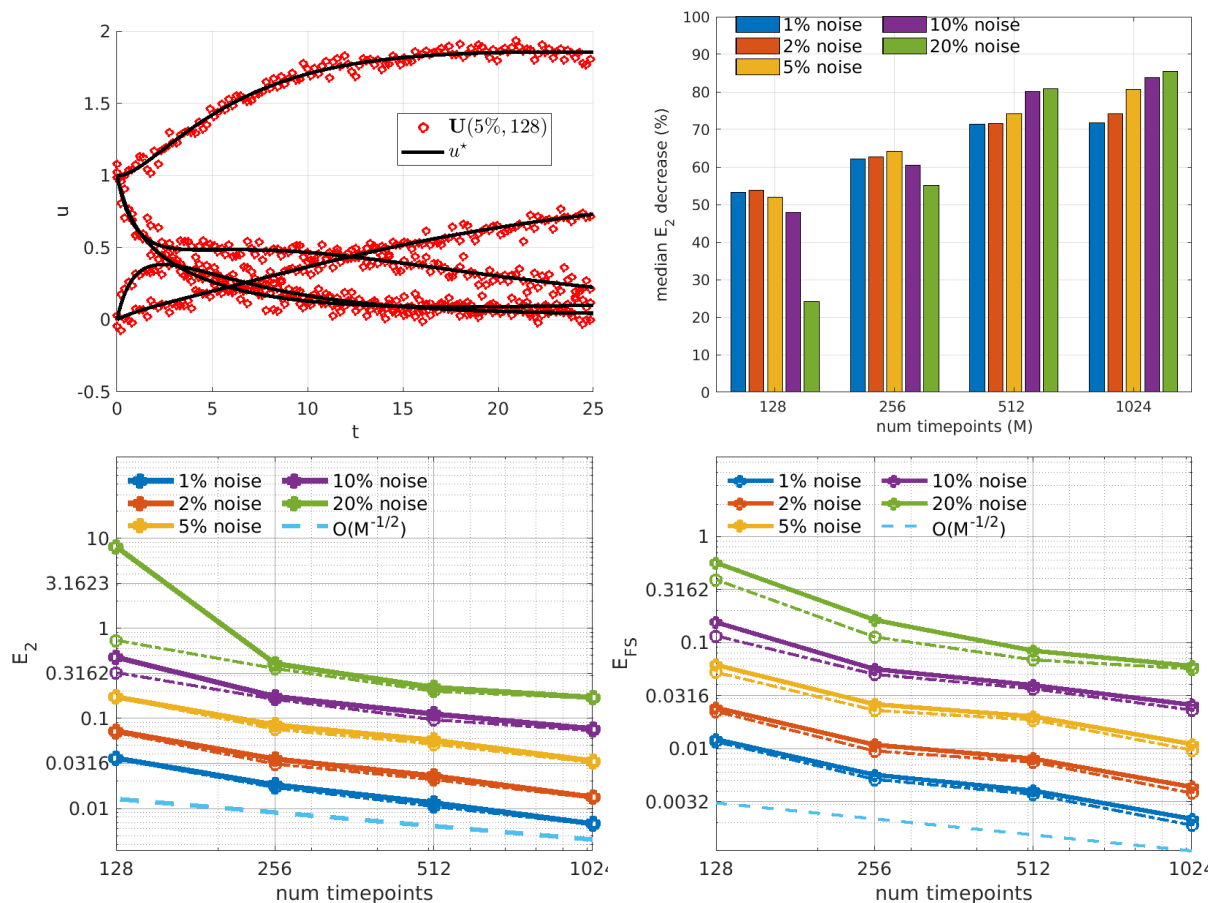 2
1.5
1
0.5
0
-0.5
u
0
5
10
15
20
25
t
U(5%, 128)
u⋆
100
90
80
70
60
50
40
30
20
10
0
median E2 decrease (%)
1% noise
2% noise
5% noise
10% noise
20% noise
128
256
512
1024
num timepoints (M)
1% noise
2% noise
5% noise
10% noise
20% noise
O(M-1/2)
10
3.1623
1
0.3162
0.1
0.0316
0.01
E2
128
256
512
1024
num timepoints
1% noise
2% noise
5% noise
10% noise
20% noise
O(M-1/2)
1
0.3162
0.1
0.0316
0.01
0.0032
EFS
128
256
512
1024
num timepoints